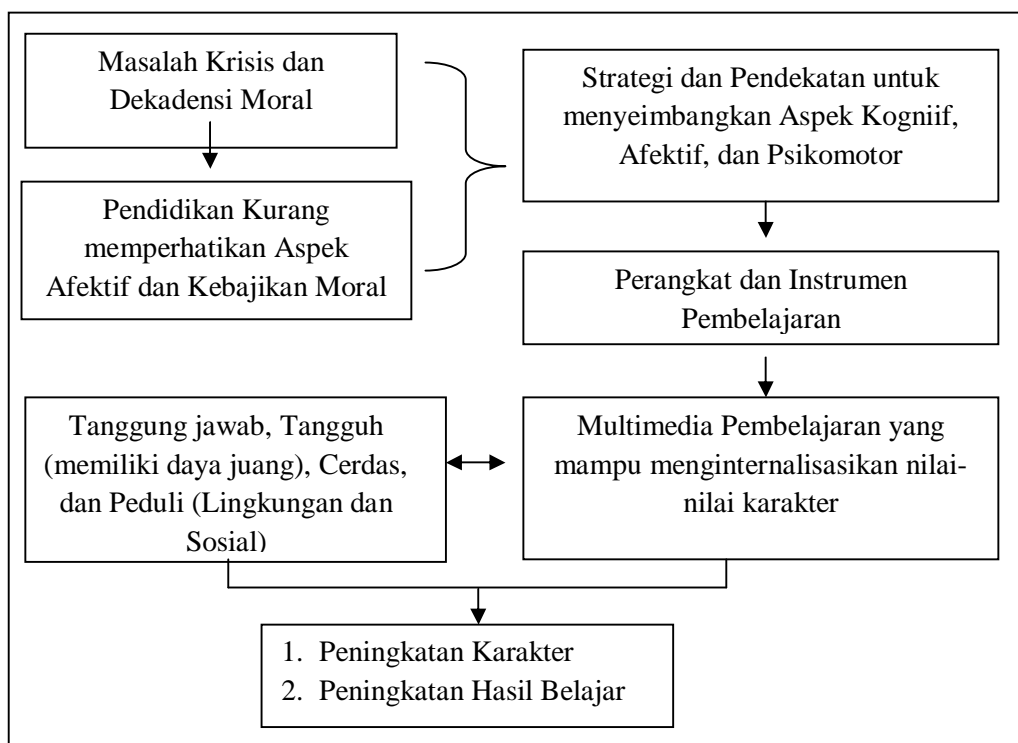 Masalah Krisis dan
Dekadensi Moral
Pendidikan Kurang
memperhatikan Aspek
Afektif dan Kebajikan Moral
Strategi dan Pendekatan untuk
menyeimbangkan Aspek Kogniif,
Afektif, dan Psikomotor
Perangkat dan Instrumen
Pembelajaran
Tanggung jawab, Tangguh
(memiliki daya juang), Cerdas,
dan Peduli (Lingkungan dan
Sosial)
Multimedia Pembelajaran yang
mampu menginternalisasikan nilai-
nilai karakter
1. Peningkatan Karakter
2. Peningkatan Hasil Belajar